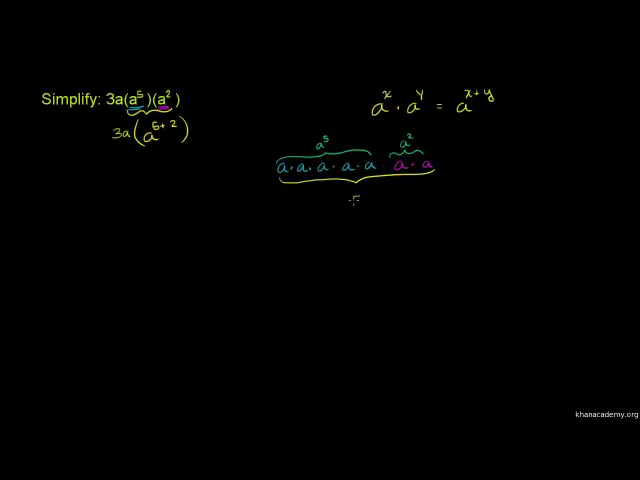 Simplify: 3a(a⁵)(a²)
3a(a⁵⁺²)
aˣ · aʸ = aˣ⁺ʸ
a⁵ a²
a · a · a · a · a · a · a
khanacademy.org